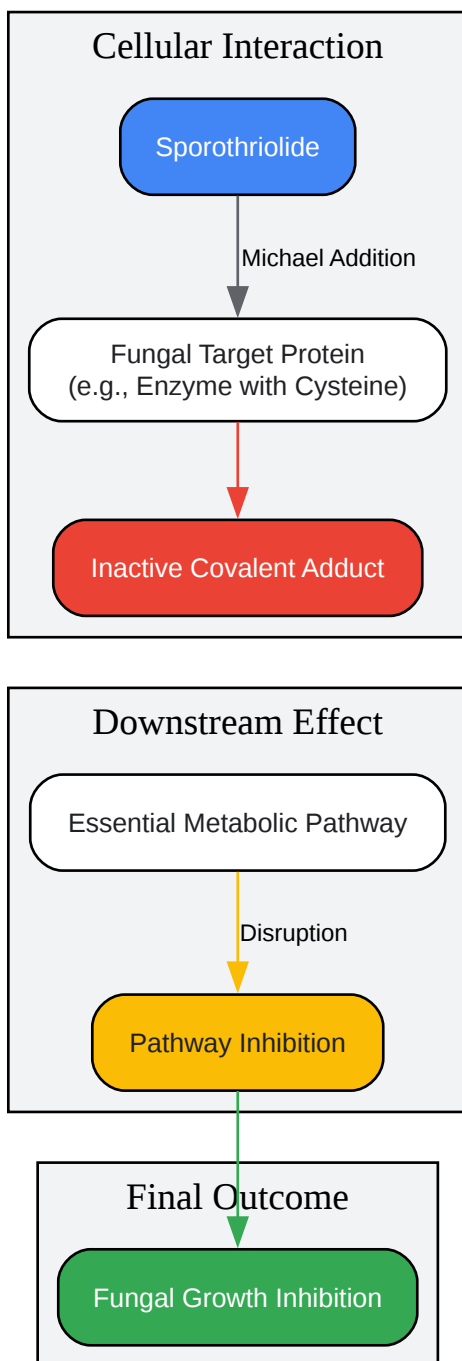 Cellular Interaction
Sporothriolide
Michael Addition
Fungal Target Protein
(e.g., Enzyme with Cysteine)
Inactive Covalent Adduct
Downstream Effect
Essential Metabolic Pathway
Disruption
Pathway Inhibition
Final Outcome
Fungal Growth Inhibition